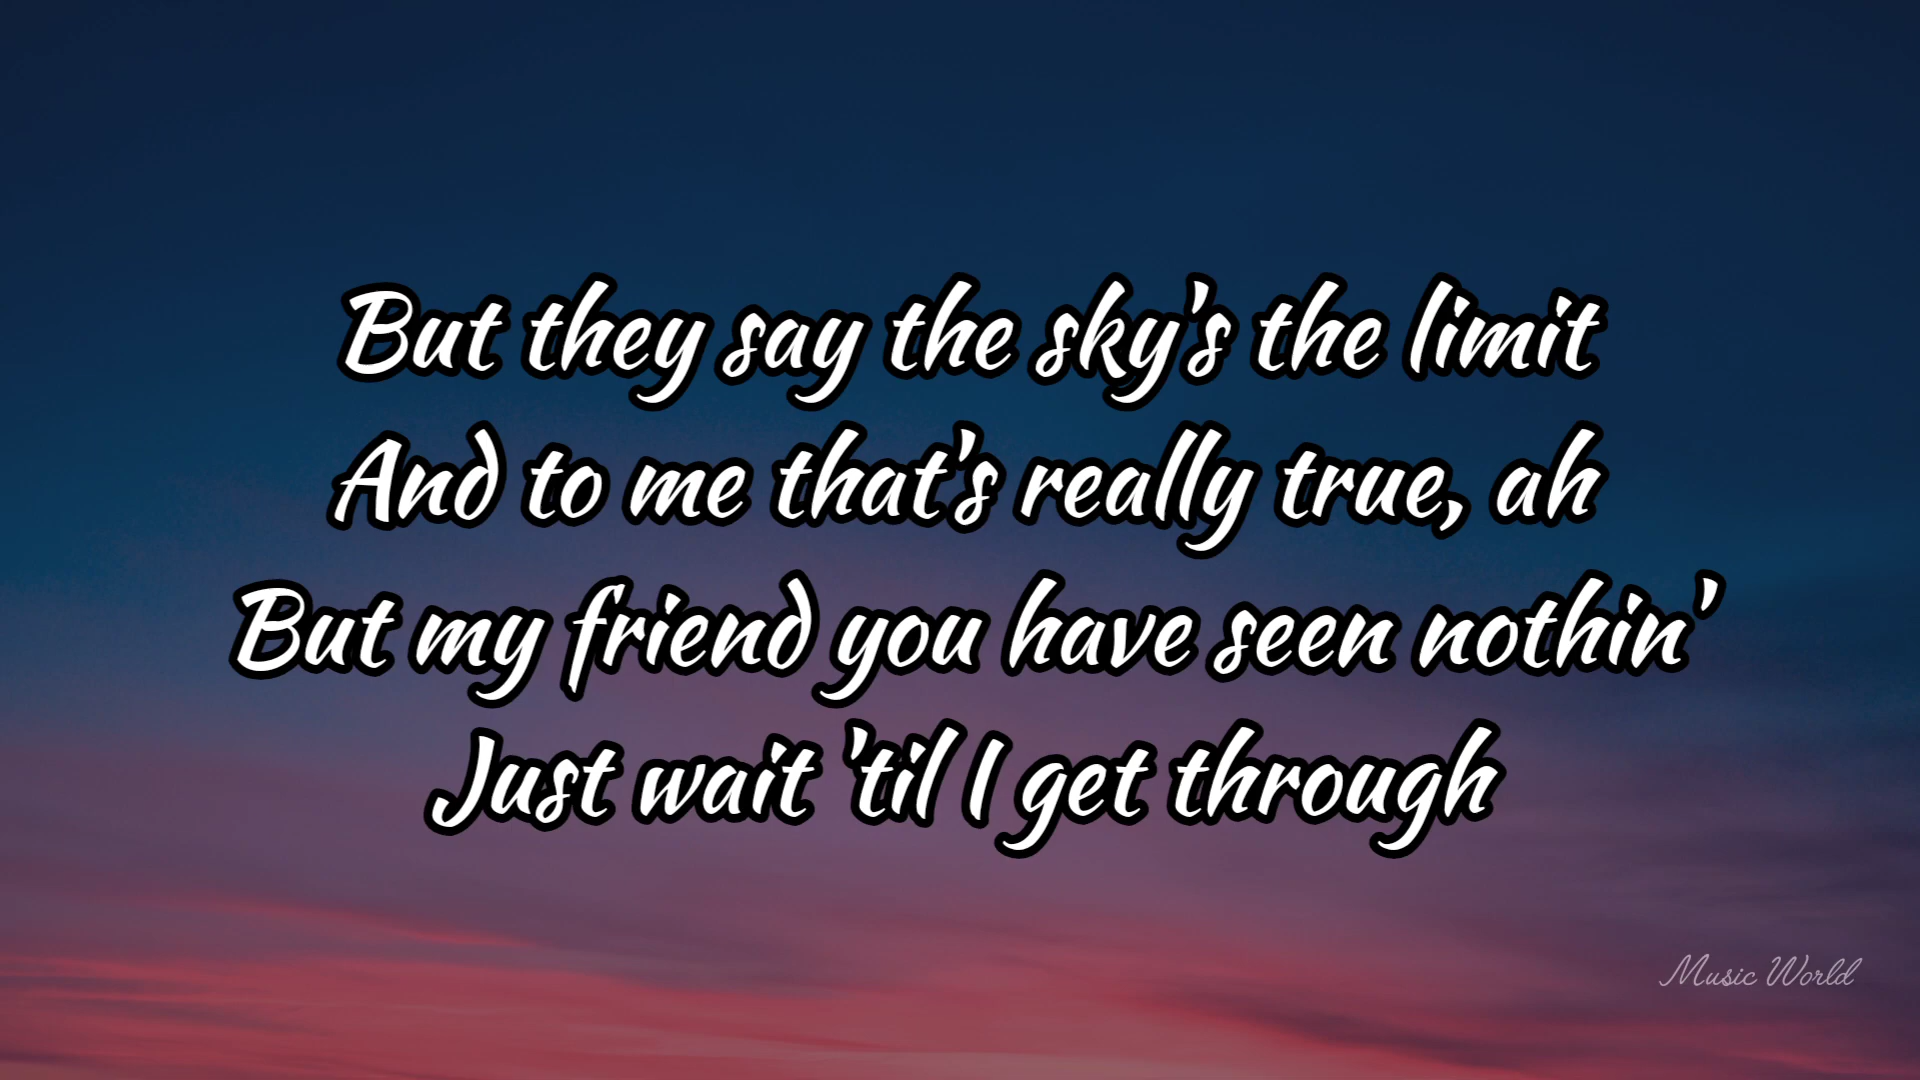 But they say the sky's the limit
And to me that's really true, ah
But my friend you have seen nothin'
Just wait 'til I get through
Music World